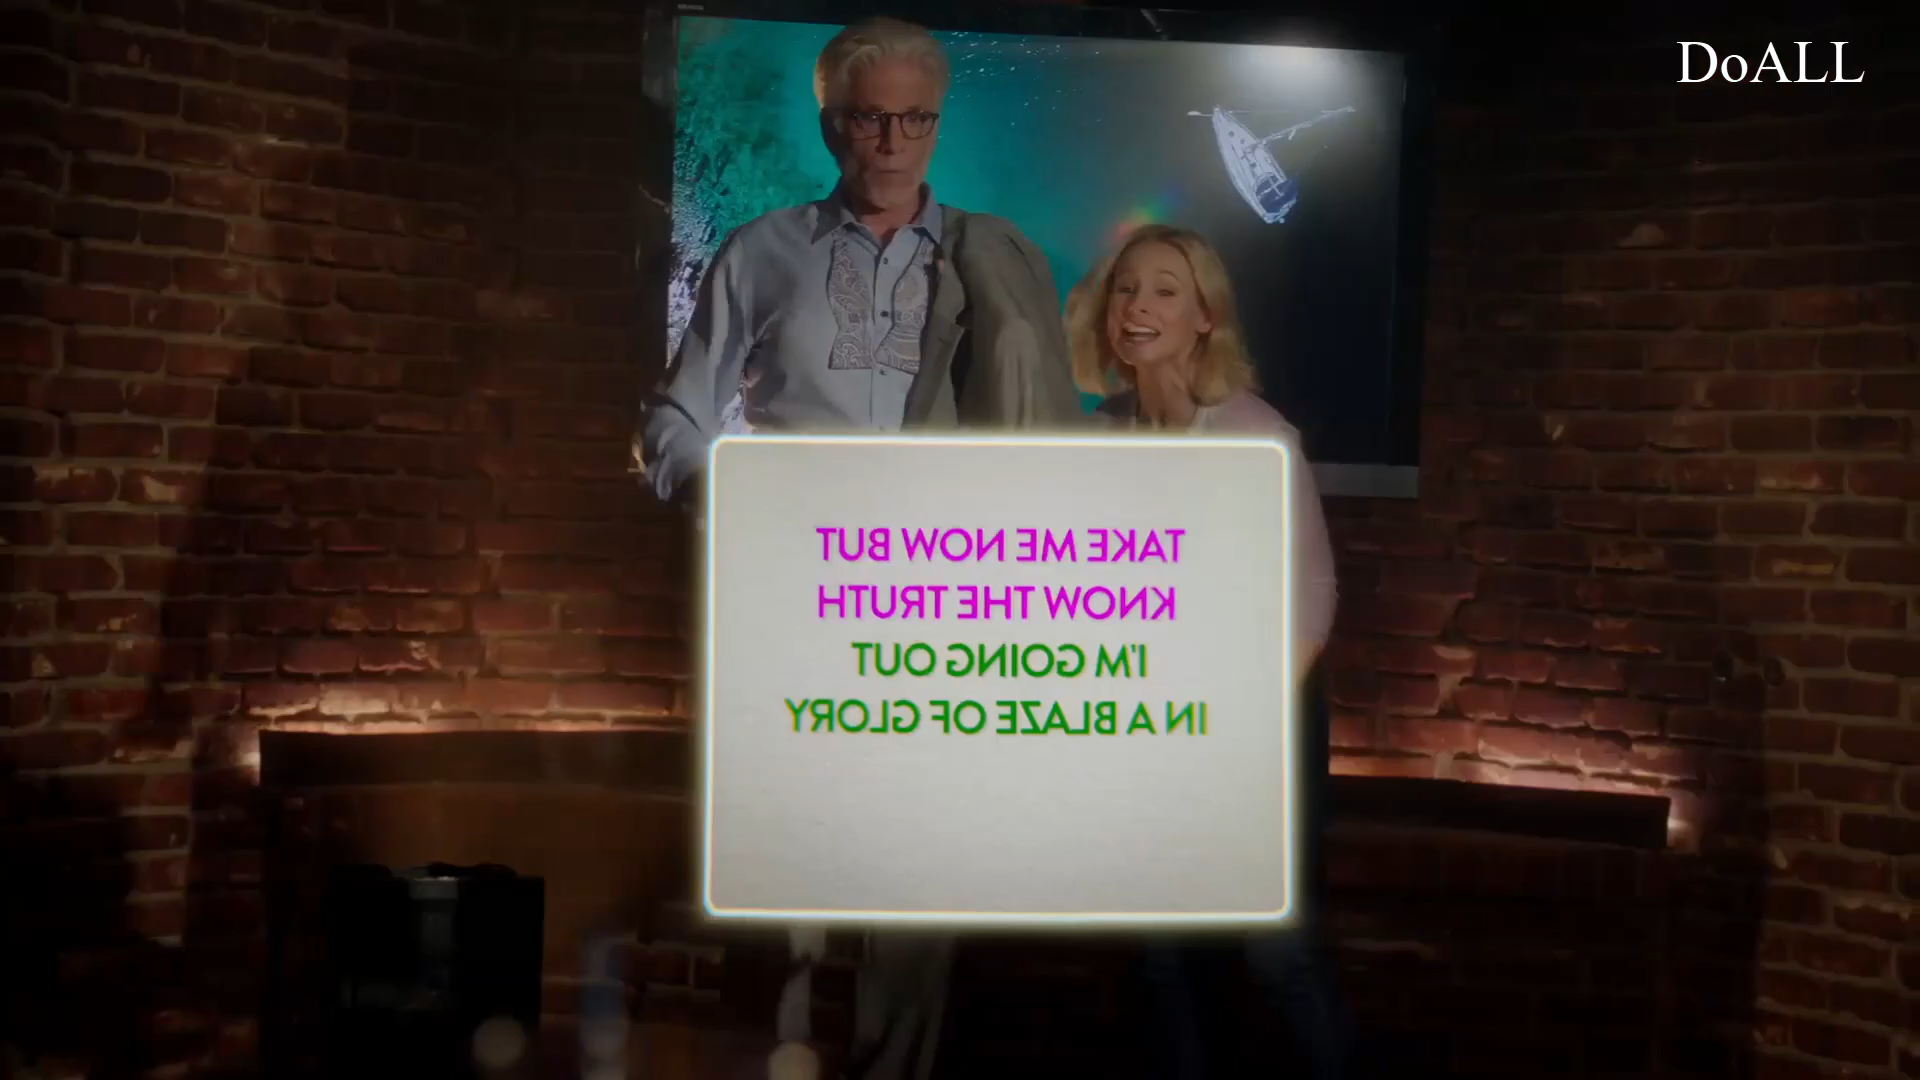 DoALL
TAKE ME NOW BUT
KNOW THE TRUTH
I'M GOING OUT
IN A BLAZE OF GLORY